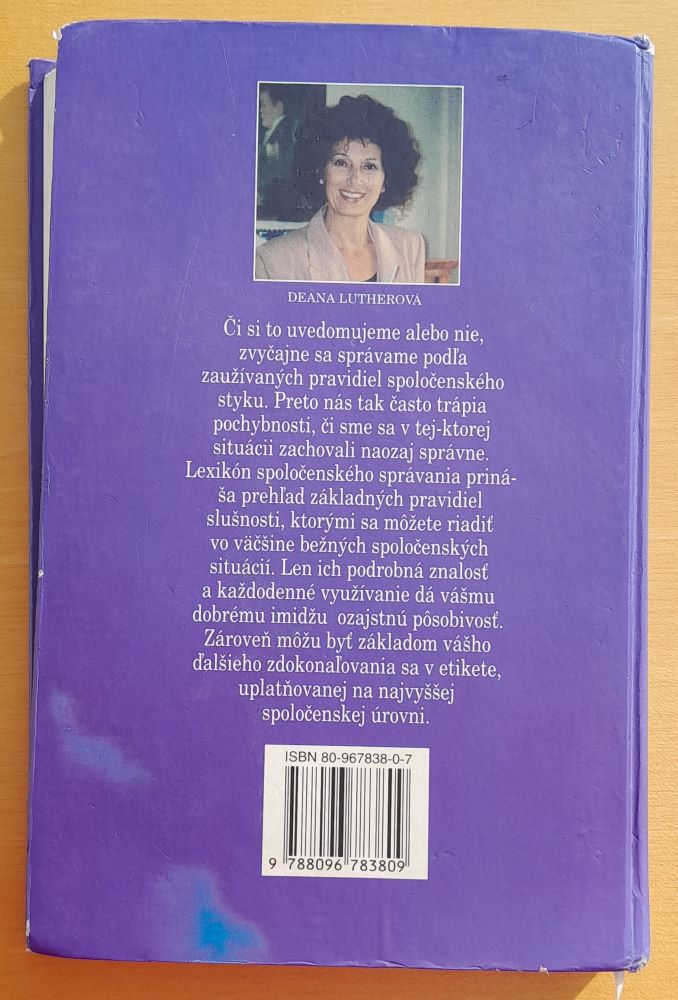 DEANA LUTHEROVÁ
Či si to uvedomujeme alebo nie,
zvyčajne sa správame podľa
zaužívaných pravidiel spoločenského
styku. Preto nás tak často trápia
pochybnosti, či sme sa v tej-ktorej
situácii zachovali naozaj správne.
Lexikón spoločenského správania priná-
ša prehľad základných pravidiel
slušnosti, ktorými sa môžete riadiť
vo väčšine bežných spoločenských
situácií. Len ich podrobná znalosť
a každodenné využívanie dá vášmu
dobrému imidžu ozajstnú pôsobivosť.
Zároveň môžu byť základom vášho
ďalšieho zdokonaľovania sa v etikete,
uplatňovanej na najvyššej
spoločenskej úrovni.
ISBN 80-967838-0-7
9 788096 783809